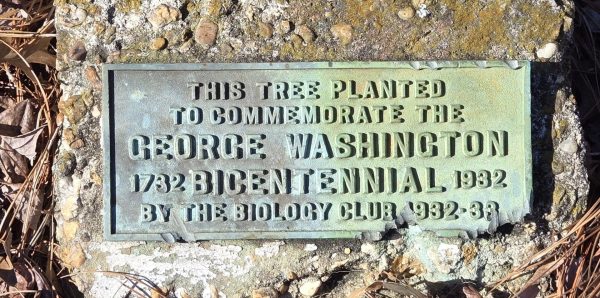 THIS TREE PLANTED
TO COMMEMORATE THE
GEORGE WASHINGTON
1732 BICENTENNIAL 1932
BY THE BIOLOGY CLUB 1932-33